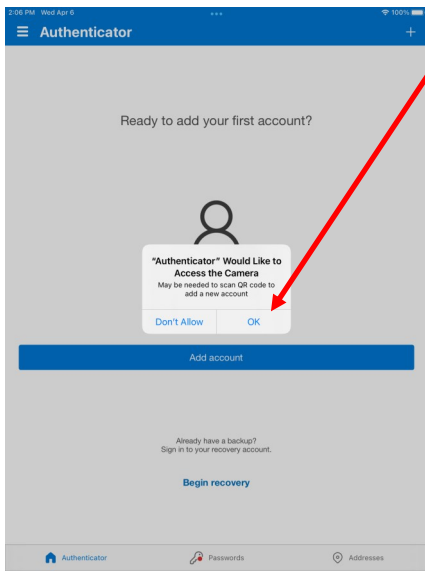 2:06 PM Wed Apr 6 100%
Authenticator
Ready to add your first account?
"Authenticator" Would Like to
Access the Camera
May be needed to scan QR code to
add a new account
Don't Allow OK
Add account
Already have a backup?
Sign in to your recovery account.
Begin recovery
Authenticator Passwords Addresses